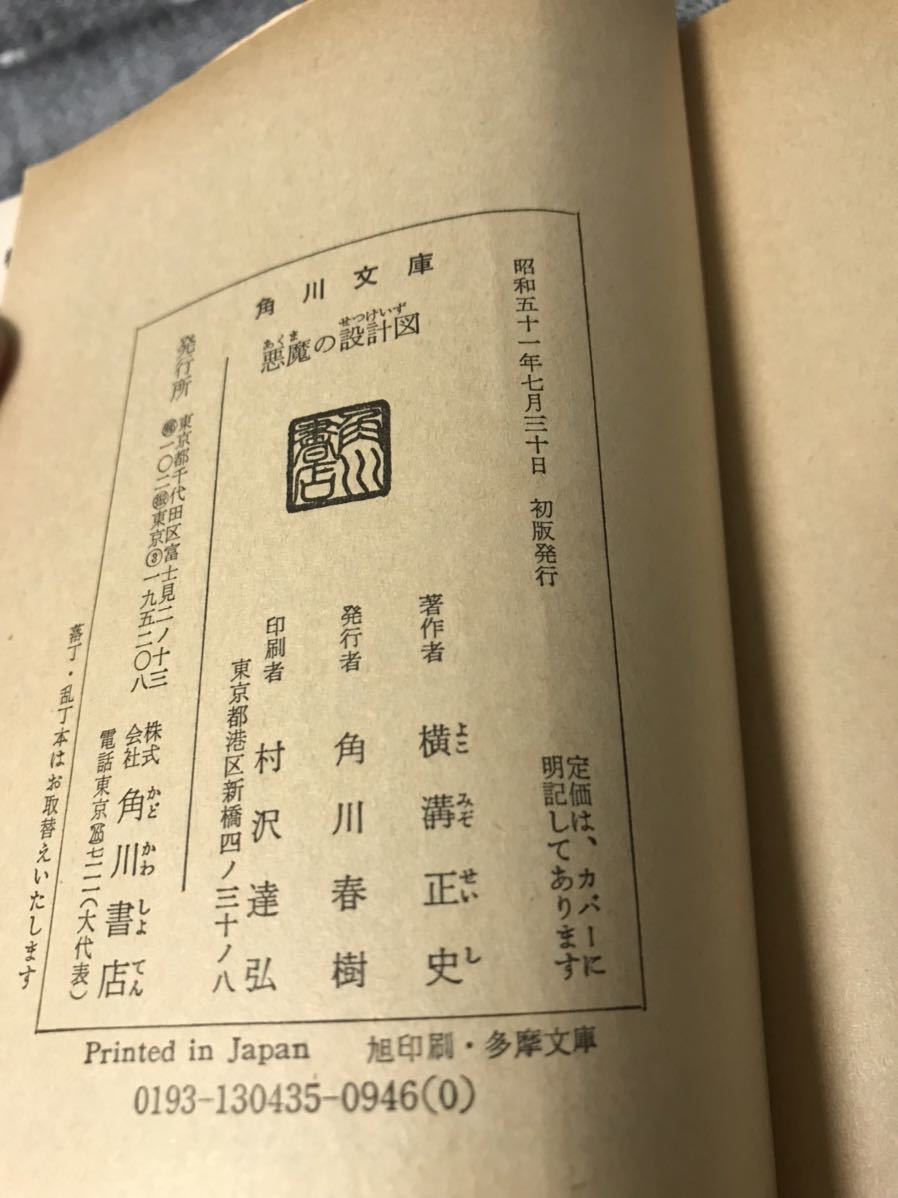 角川文庫
悪魔の設計図
あくま
せつけいず
角川書店
昭和五十一年七月三十日 初版発行
定価は、カバーに
明記してあります
著作者 横溝正史
よこ みぞ せい し
発行者 角川春樹
印刷者 村沢達弘
東京都港区新橋四ノ三十ノ八
発行所
東京都千代田区富士見二ノ十三
〒一〇二 振東京③一九五二〇八
株式会社 角川書店
かど かわ しよ てん
七一一一(大代表)
電話東京
落丁・乱丁本はお取替えいたします
Printed in Japan 旭印刷・多摩文庫
0193-130435-0946(0)